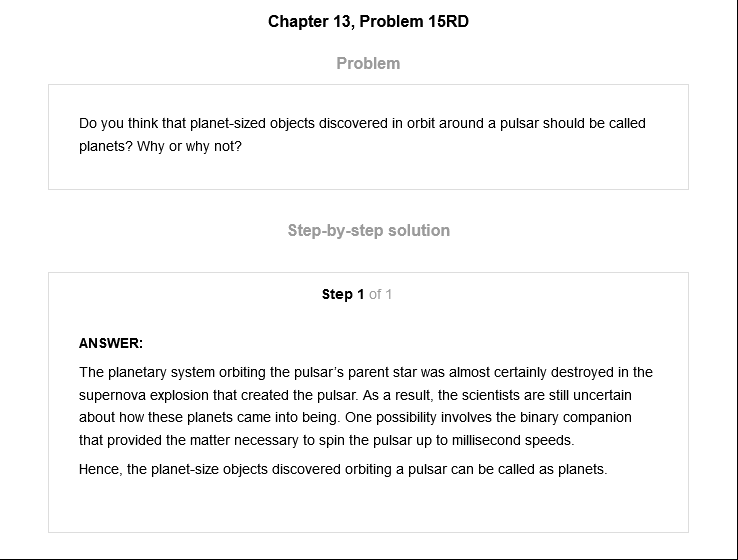 Chapter 13, Problem 15RD
Problem
Do you think that planet-sized objects discovered in orbit around a pulsar should be called
planets? Why or why not?
Step-by-step solution
Step 1 of 1
ANSWER:
The planetary system orbiting the pulsar's parent star was almost certainly destroyed in the
supernova explosion that created the pulsar. As a result, the scientists are still uncertain
about how these planets came into being. One possibility involves the binary companion
that provided the matter necessary to spin the pulsar up to millisecond speeds.
Hence, the planet-size objects discovered orbiting a pulsar can be called as planets.